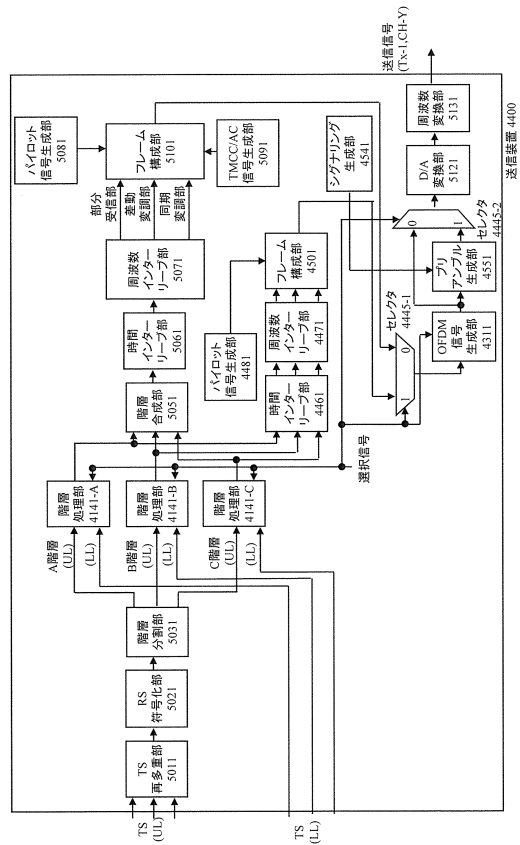 TS
(UL)
TS
(LL)
TS
再多重部
5011
RS
符号化部
5021
階層
分割部
5031
A階層
(UL)
(LL)
B階層
(UL)
(LL)
C階層
(UL)
(LL)
階層
処理部
4141-A
階層
処理部
4141-B
階層
処理部
4141-C
選択信号
階層
合成部
5051
時間
インター
リーブ部
5061
周波数
インター
リーブ部
5071
部分
受信部
差動
変調部
同期
変調部
パイロット
信号生成部
5081
フレーム
構成部
5101
TMCC/AC
信号生成部
5091
時間
インター
リーブ部
4461
周波数
インター
リーブ部
4471
パイロット
信号生成部
4481
フレーム
構成部
4501
シグナリング
生成部
4541
セレクタ
4445-1
0
1
OFDM
信号
生成部
4311
プリ
アンブル
生成部
4551
0
1
セレクタ
4445-2
D/A
変換部
5121
周波数
変換部
5131
送信信号
(Tx-1,CH-Y)
送信装置 4400